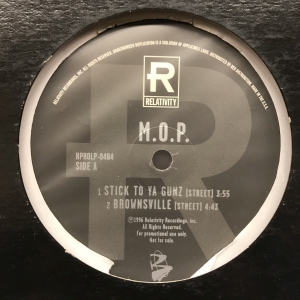 RELATIVITY
M.O.P.
RPROLP-0484
SIDE A
1 STICK TO YA GUNZ [STREET] 3:55
2 BROWNSVILLE [STREET] 4:42
℗©1996 Relativity Recordings, Inc.
All Rights Reserved.
For promotional use only.
Not for sale.